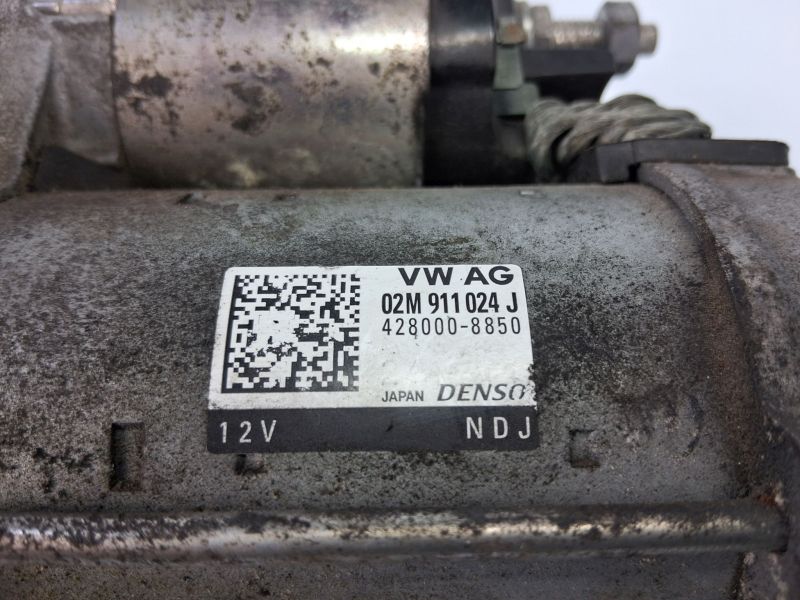 VW AG
02M 911 024 J
428000-8850
JAPAN DENSO
12V NDJ